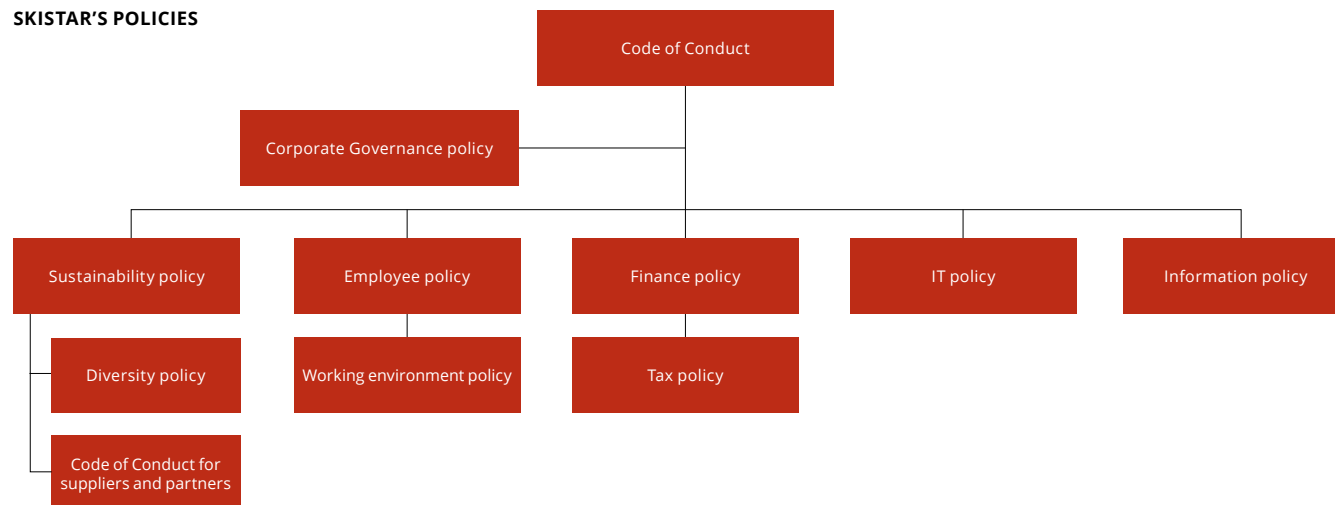 SKISTAR’S POLICIES
Code of Conduct
Corporate Governance policy
Sustainability policy
Employee policy
Finance policy
IT policy
Information policy
Diversity policy
Working environment policy
Tax policy
Code of Conduct for
suppliers and partners